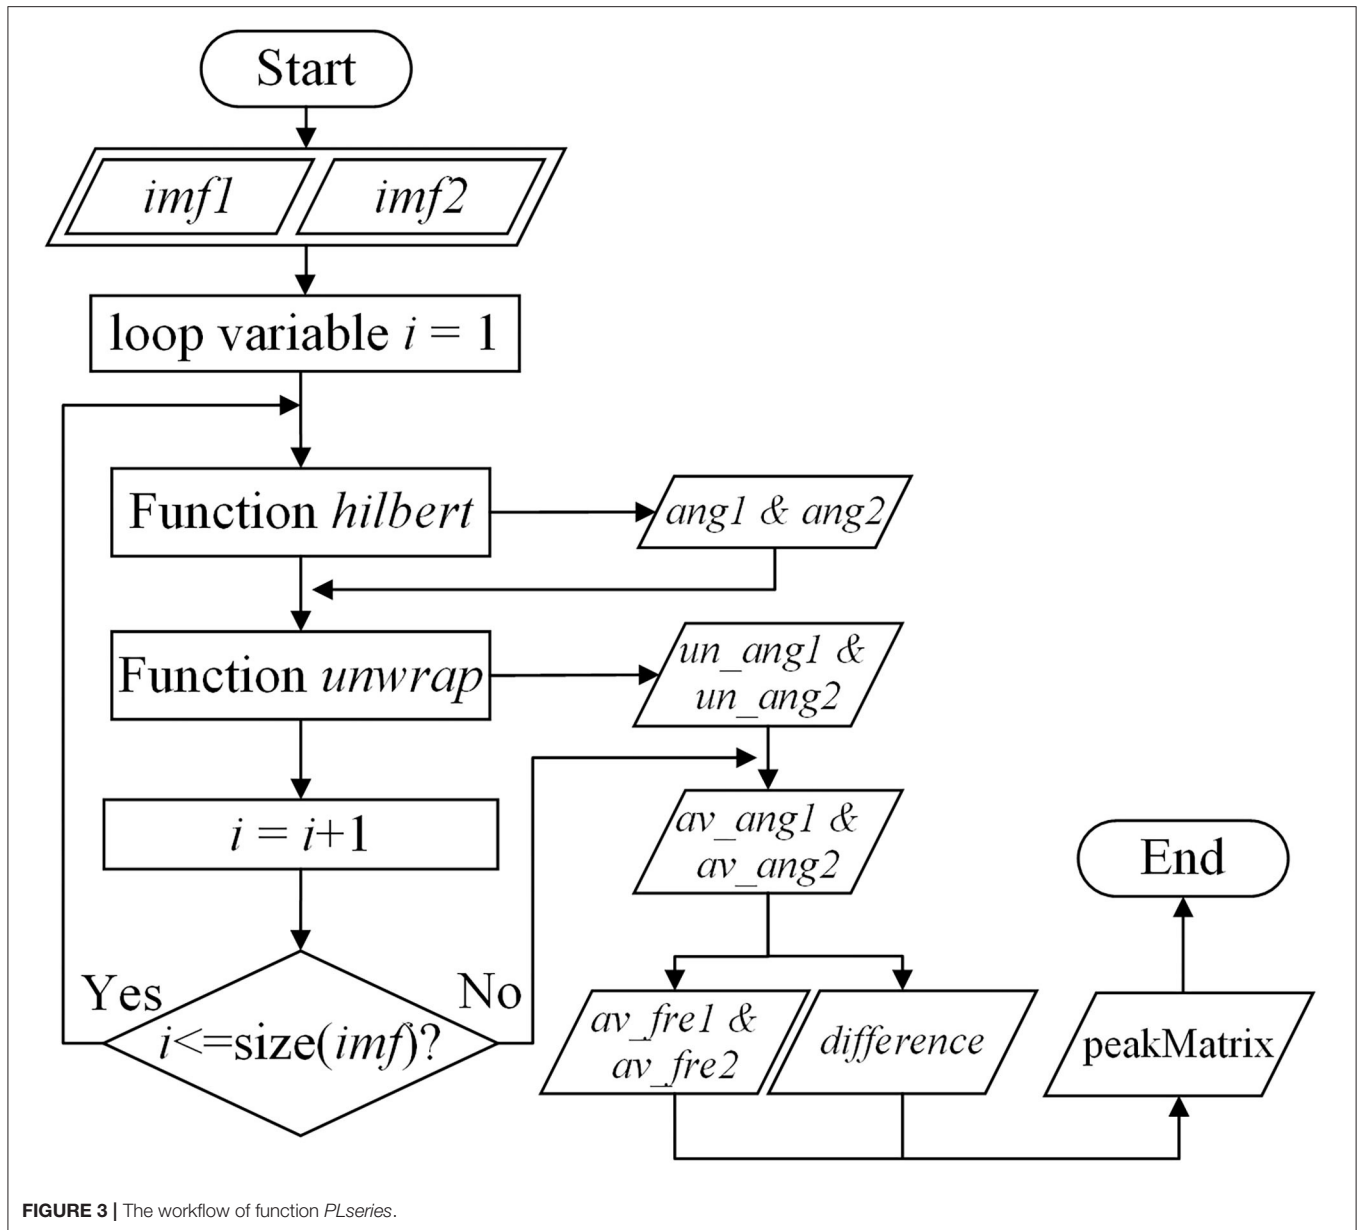 Start
imf1
imf2
loop variable i = 1
Function hilbert
ang1 & ang2
Function unwrap
un_ang1 &
un_ang2
i = i+1
av_ang1 &
av_ang2
Yes
No
i<=size(imf)?
av_fre1 &
av_fre2
difference
peakMatrix
End
FIGURE 3 | The workflow of function PLseries.